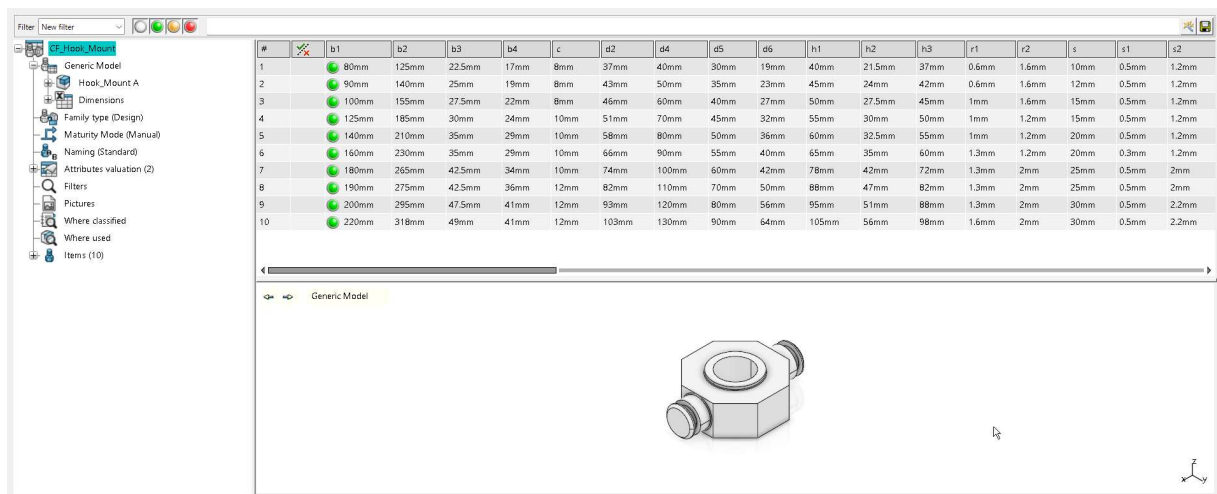 Filter New filter
CF_Hook_Mount
Generic Model
Hook_Mount A
Dimensions
Family type (Design)
Maturity Mode (Manual)
Naming (Standard)
Attributes valuation (2)
Filters
Pictures
Where classified
Where used
Items (10)
# b1 b2 b3 b4 c d2 d4 d5 d6 h1 h2 h3 r1 r2 s s1 s2
1 80mm 125mm 22.5mm 17mm 8mm 37mm 40mm 30mm 19mm 40mm 21.5mm 37mm 0.6mm 1.6mm 10mm 0.5mm 1.2mm
2 90mm 140mm 25mm 19mm 8mm 43mm 50mm 35mm 23mm 45mm 24mm 42mm 0.6mm 1.6mm 12mm 0.5mm 1.2mm
3 100mm 155mm 27.5mm 22mm 8mm 46mm 60mm 40mm 27mm 50mm 27.5mm 45mm 1mm 1.6mm 15mm 0.5mm 1.2mm
4 125mm 185mm 30mm 24mm 10mm 51mm 70mm 45mm 32mm 55mm 30mm 50mm 1mm 1.2mm 15mm 0.5mm 1.2mm
5 140mm 210mm 35mm 29mm 10mm 58mm 80mm 50mm 36mm 60mm 32.5mm 55mm 1mm 1.2mm 20mm 0.5mm 1.2mm
6 160mm 230mm 35mm 29mm 10mm 66mm 90mm 55mm 40mm 65mm 35mm 60mm 1.3mm 1.2mm 20mm 0.3mm 1.2mm
7 180mm 265mm 42.5mm 34mm 10mm 74mm 100mm 60mm 42mm 78mm 42mm 72mm 1.3mm 2mm 25mm 0.5mm 2mm
8 190mm 275mm 42.5mm 36mm 12mm 82mm 110mm 70mm 50mm 88mm 47mm 82mm 1.3mm 2mm 25mm 0.5mm 2mm
9 200mm 295mm 47.5mm 41mm 12mm 93mm 120mm 80mm 56mm 95mm 51mm 88mm 1.3mm 2mm 30mm 0.5mm 2.2mm
10 220mm 318mm 49mm 41mm 12mm 103mm 130mm 90mm 64mm 105mm 56mm 98mm 1.6mm 2mm 30mm 0.5mm 2.2mm
Generic Model
z
x y